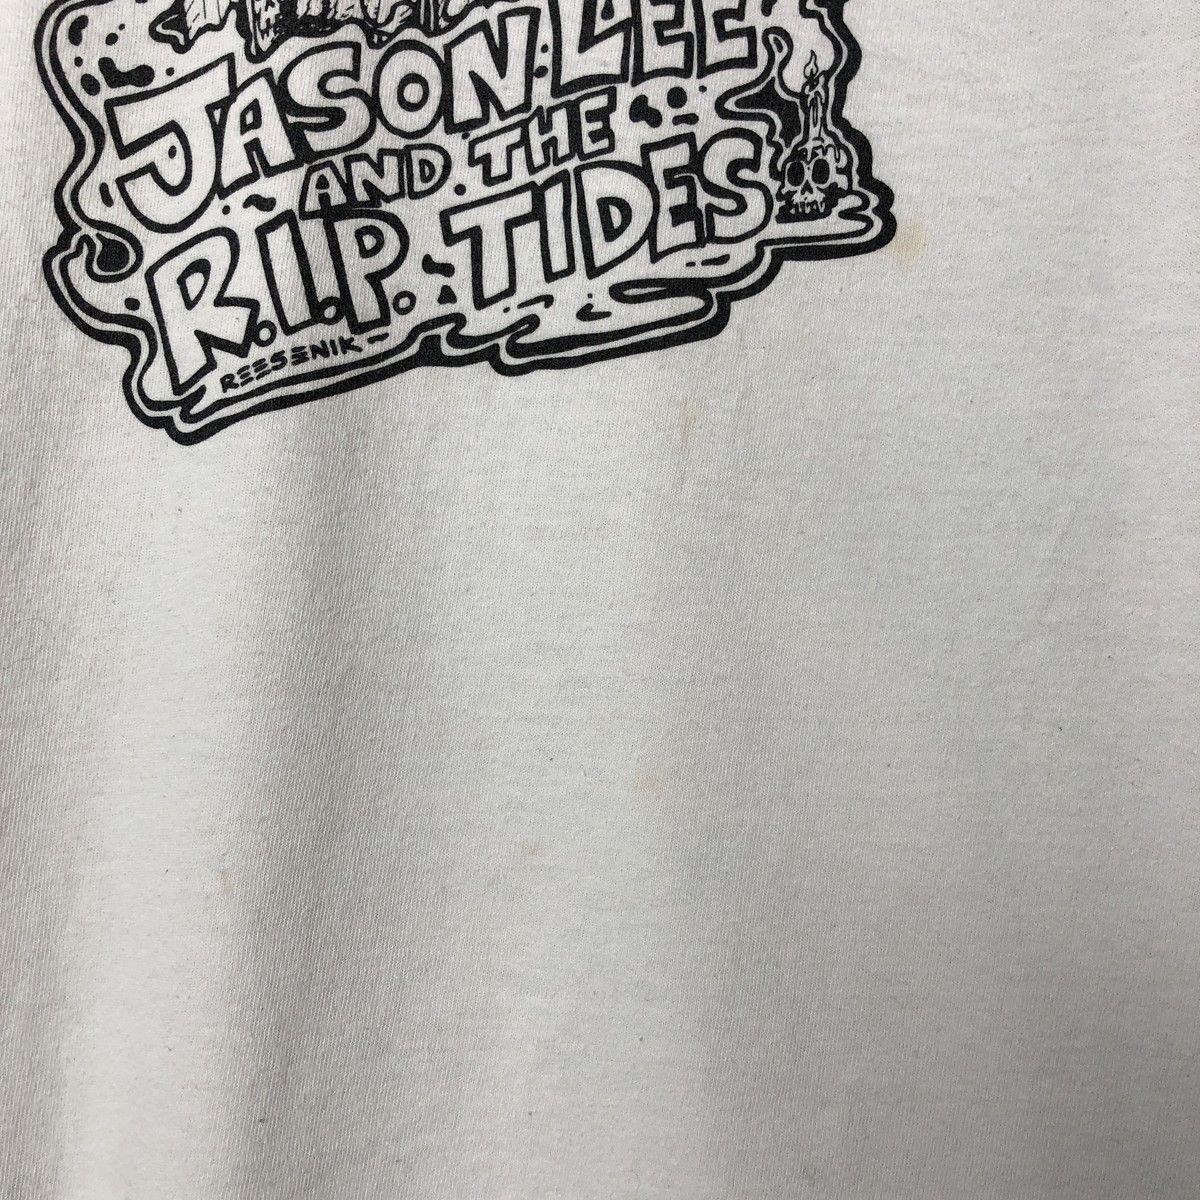 JASON LEE
AND THE
R.I.P. TIDES
REESENIK